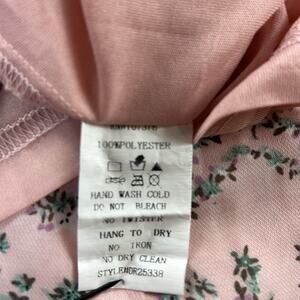 100%POLYESTER
HAND WASH COLD
DO NOT BLEACH
NO TWISTER
HANG TO DRY
NO IRON
NO DRY CLEAN
STYLE#DR25338